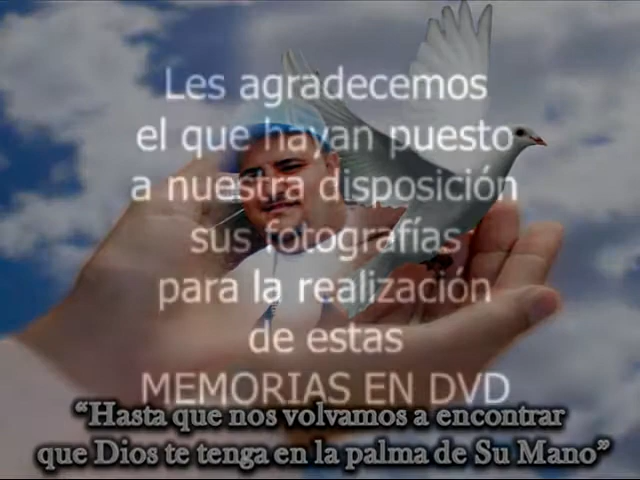 Les agradecemos
el que hayan puesto
a nuestra disposición
sus fotografías
para la realización
de estas
MEMORIAS EN DVD
“Hasta que nos volvamos a encontrar
que Dios te tenga en la palma de Su Mano”